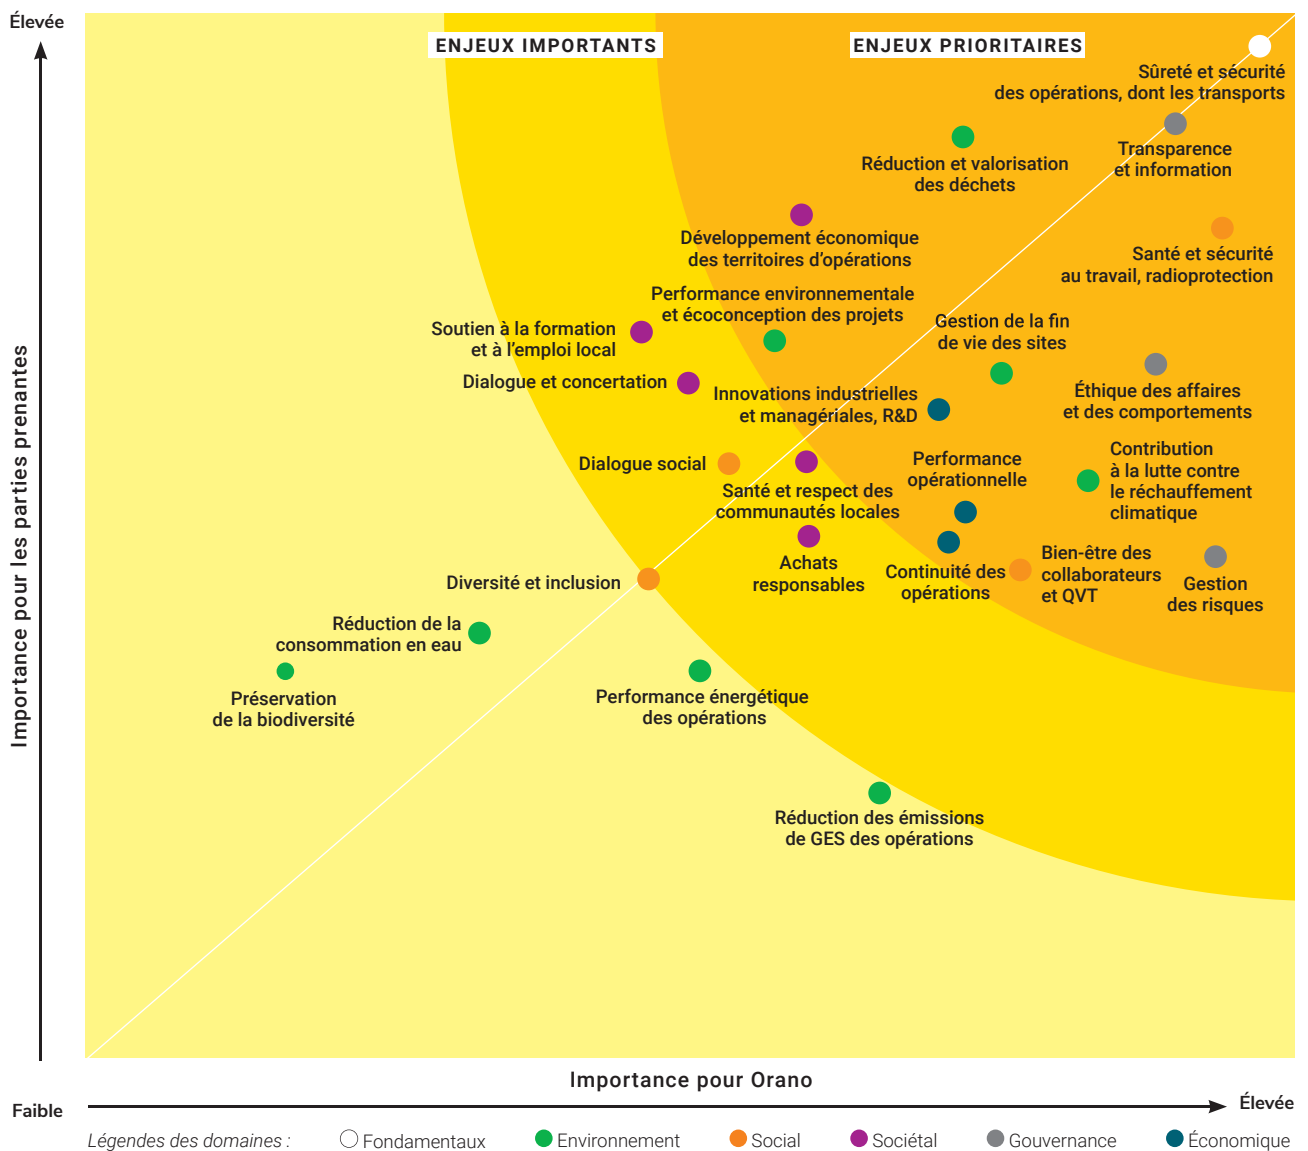 Élevée
ENJEUX IMPORTANTS
ENJEUX PRIORITAIRES
Sûreté et sécurité
des opérations, dont les transports
Transparence
et information
Réduction et valorisation
des déchets
Développement économique
des territoires d’opérations
Santé et sécurité
au travail, radioprotection
Performance environnementale
et écoconception des projets
Gestion de la fin
de vie des sites
Soutien à la formation
et à l’emploi local
Dialogue et concertation
Innovations industrielles
et managériales, R&D
Éthique des affaires
et des comportements
Dialogue social
Santé et respect des
communautés locales
Performance
opérationnelle
Contribution
à la lutte contre
le réchauffement
climatique
Achats
responsables
Continuité des
opérations
Bien-être des
collaborateurs
et QVT
Gestion
des risques
Diversité et inclusion
Réduction de la
consommation en eau
Préservation
de la biodiversité
Performance énergétique
des opérations
Réduction des émissions
de GES des opérations
Importance pour les parties prenantes
Importance pour Orano
Faible
Élevée
Légendes des domaines :
Fondamentaux
Environnement
Social
Sociétal
Gouvernance
Économique